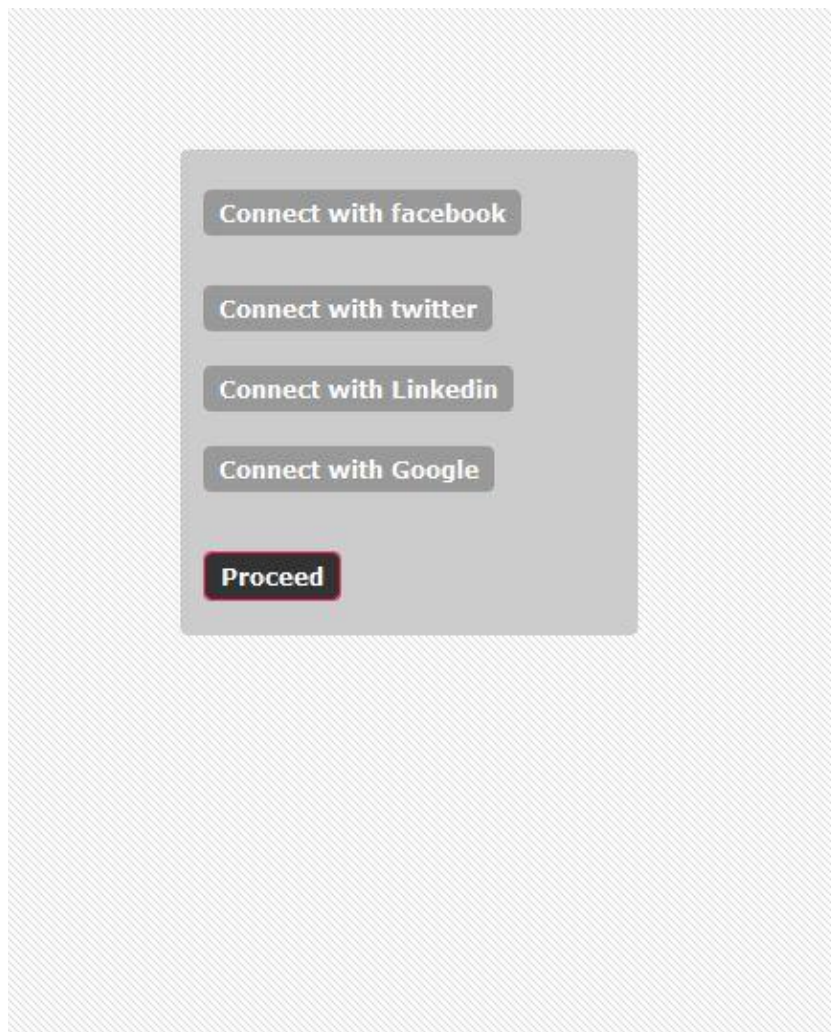 Connect with facebook
Connect with twitter
Connect with Linkedin
Connect with Google
Proceed